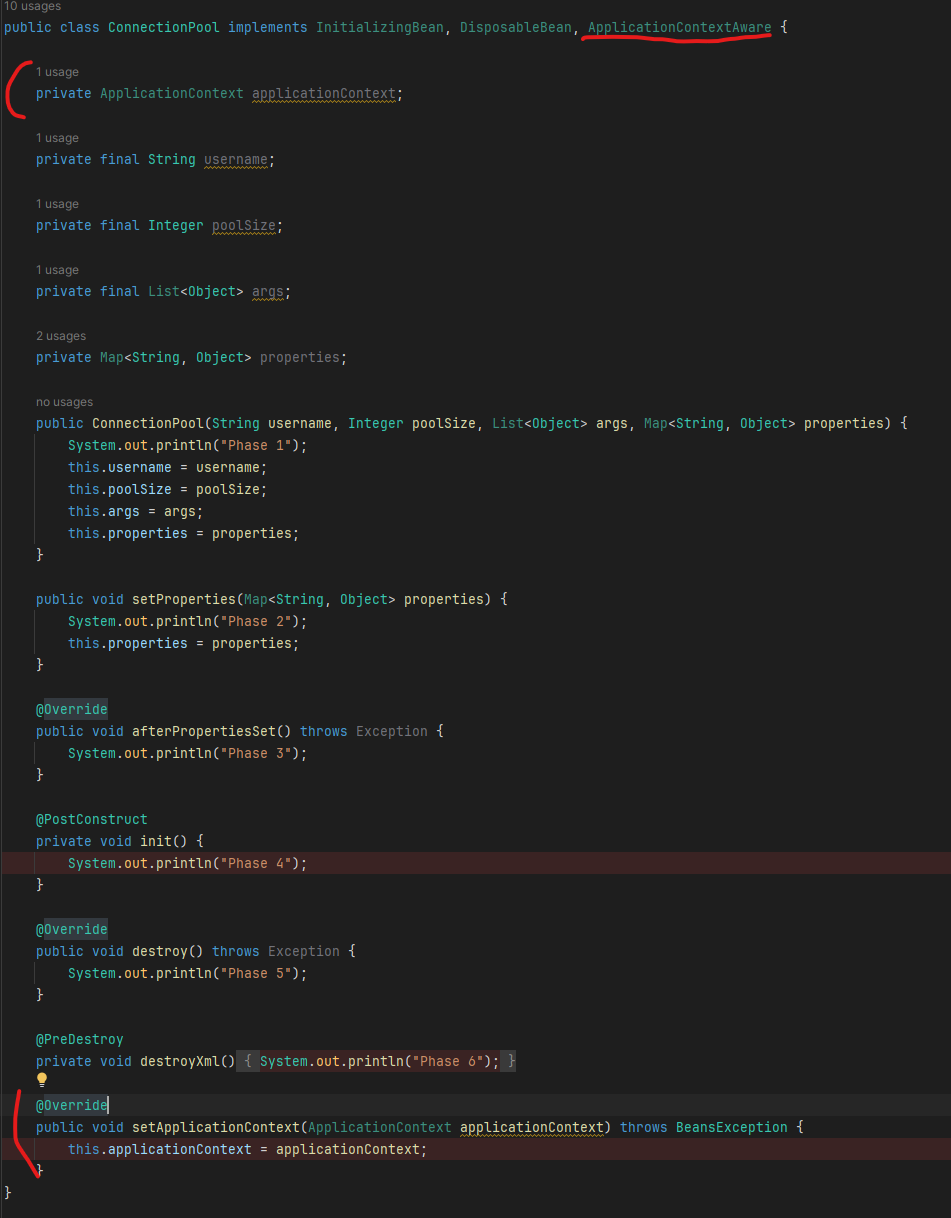 10 usages
public class ConnectionPool implements InitializingBean, DisposableBean, ApplicationContextAware {
1 usage
private ApplicationContext applicationContext;
1 usage
private final String username;
1 usage
private final Integer poolSize;
1 usage
private final List<Object> args;
2 usages
private Map<String, Object> properties;
no usages
public ConnectionPool(String username, Integer poolSize, List<Object> args, Map<String, Object> properties) {
System.out.println("Phase 1");
this.username = username;
this.poolSize = poolSize;
this.args = args;
this.properties = properties;
}
public void setProperties(Map<String, Object> properties) {
System.out.println("Phase 2");
this.properties = properties;
}
@Override
public void afterPropertiesSet() throws Exception {
System.out.println("Phase 3");
}
@PostConstruct
private void init() {
System.out.println("Phase 4");
}
@Override
public void destroy() throws Exception {
System.out.println("Phase 5");
}
@PreDestroy
private void destroyXml() { System.out.println("Phase 6"); }
@Override
public void setApplicationContext(ApplicationContext applicationContext) throws BeansException {
this.applicationContext = applicationContext;
}
}